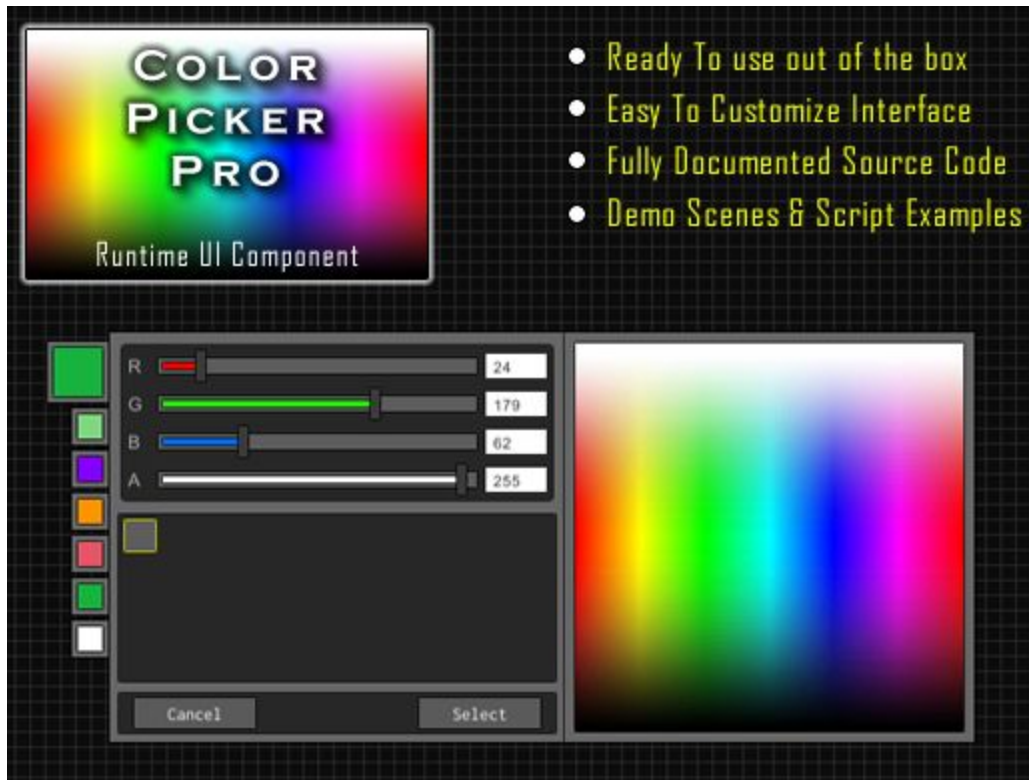 COLOR
PICKER
PRO
Runtime UI Component
Ready To use out of the box
Easy To Customize Interface
Fully Documented Source Code
Demo Scenes & Script Examples
R 24
G 179
B 62
A 255
Cancel Select